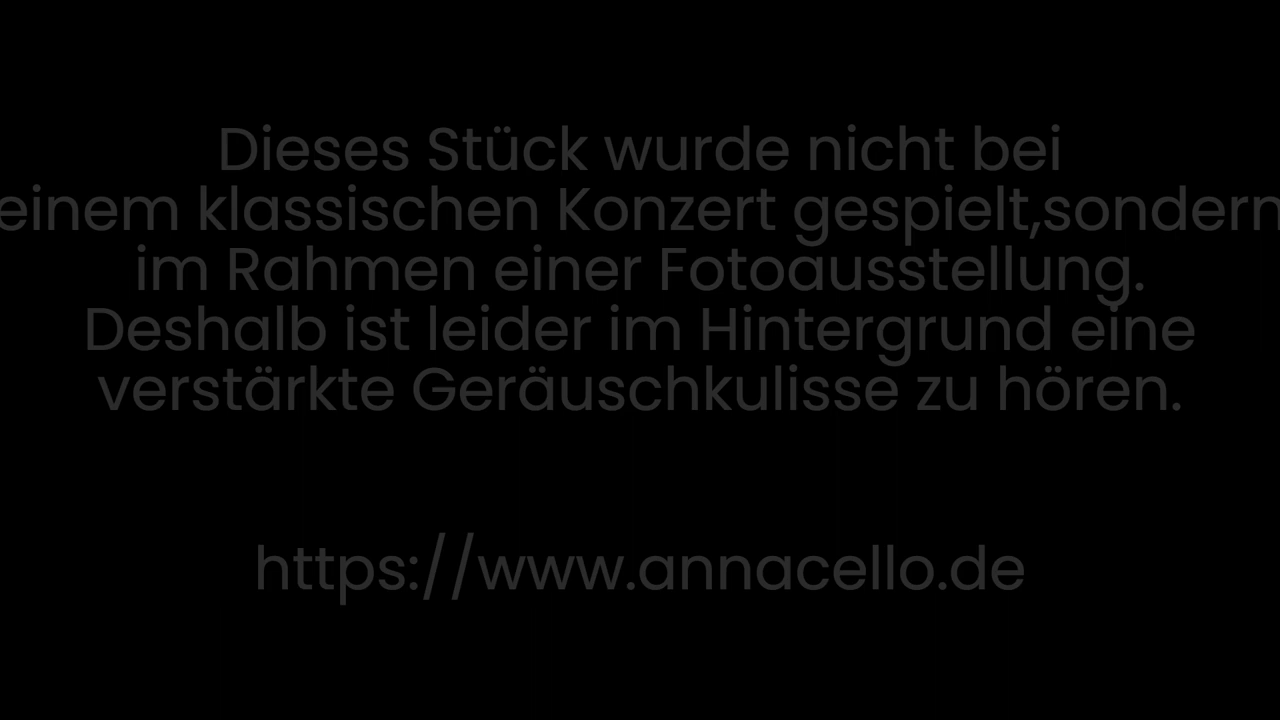 Dieses Stück wurde nicht bei
einem klassischen Konzert gespielt,sondern
im Rahmen einer Fotoausstellung.
Deshalb ist leider im Hintergrund eine
verstärkte Geräuschkulisse zu hören.
https://www.annacello.de